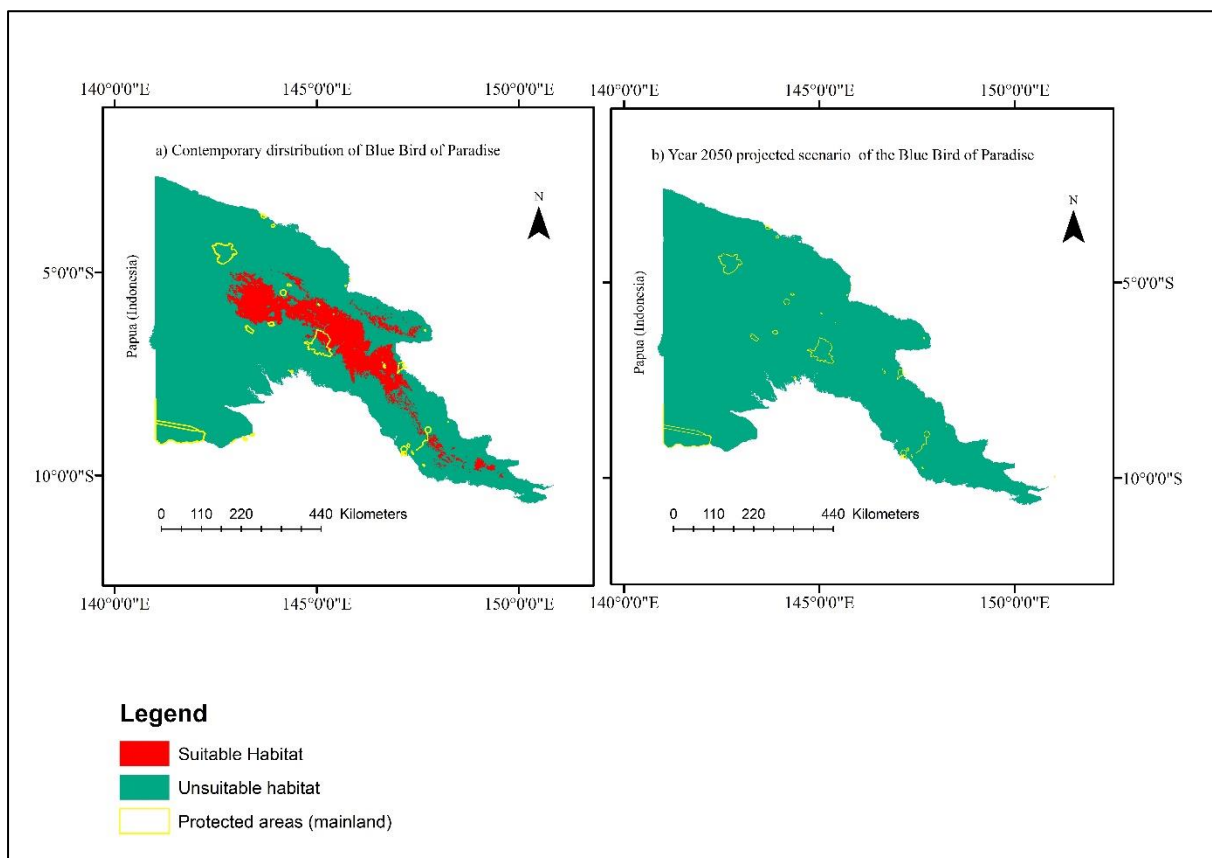 140°0'0"E 145°0'0"E 150°0'0"E 140°0'0"E 145°0'0"E 150°0'0"E
a) Contemporary dirstribution of Blue Bird of Paradise
b) Year 2050 projected scenario of the Blue Bird of Paradise
N
N
5°0'0"S
5°0'0"S
Papua (Indonesia)
Papua (Indonesia)
10°0'0"S
10°0'0"S
0 110 220 440 Kilometers
0 110 220 440 Kilometers
140°0'0"E 145°0'0"E 150°0'0"E 140°0'0"E 145°0'0"E 150°0'0"E
Legend
Suitable Habitat
Unsuitable habitat
Protected areas (mainland)